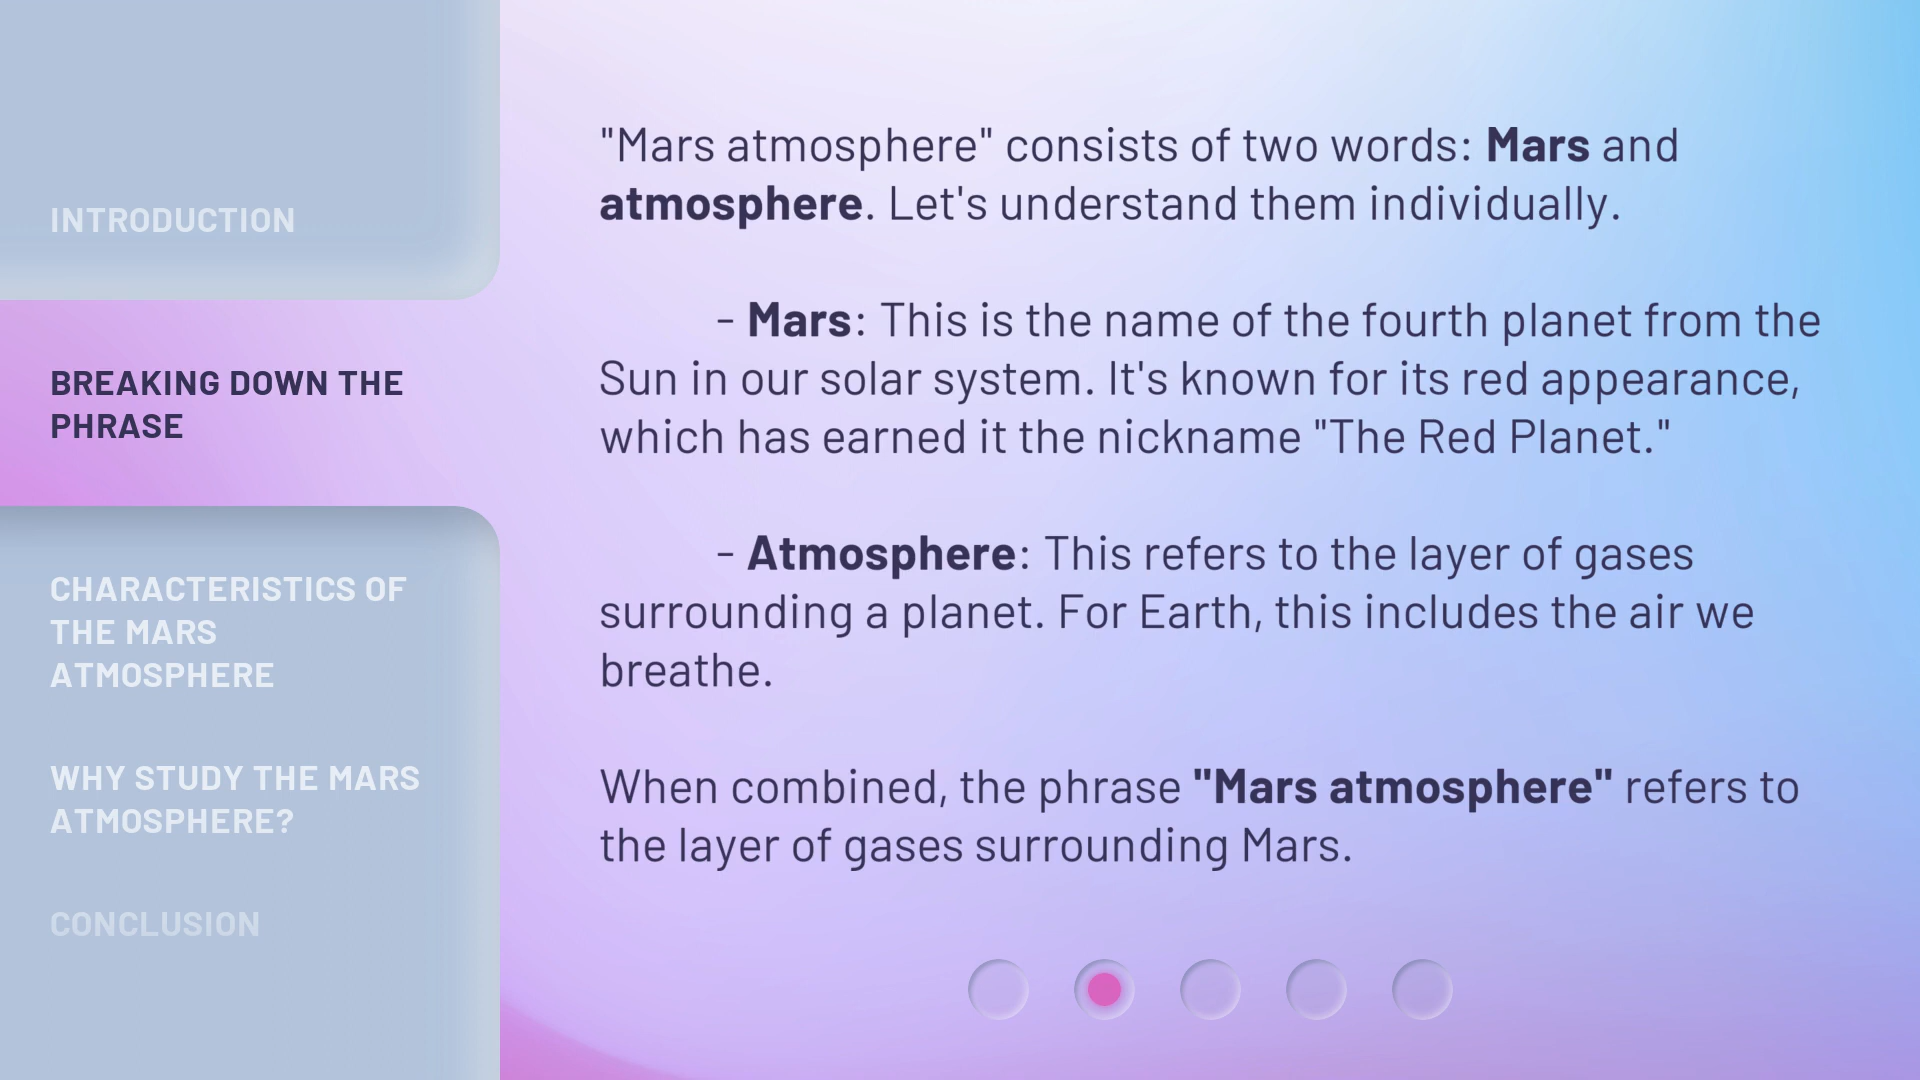 INTRODUCTION
BREAKING DOWN THE
PHRASE
CHARACTERISTICS OF
THE MARS
ATMOSPHERE
WHY STUDY THE MARS
ATMOSPHERE?
CONCLUSION
"Mars atmosphere" consists of two words: Mars and
atmosphere. Let's understand them individually.
- Mars: This is the name of the fourth planet from the
Sun in our solar system. It's known for its red appearance,
which has earned it the nickname "The Red Planet."
- Atmosphere: This refers to the layer of gases
surrounding a planet. For Earth, this includes the air we
breathe.
When combined, the phrase "Mars atmosphere" refers to
the layer of gases surrounding Mars.